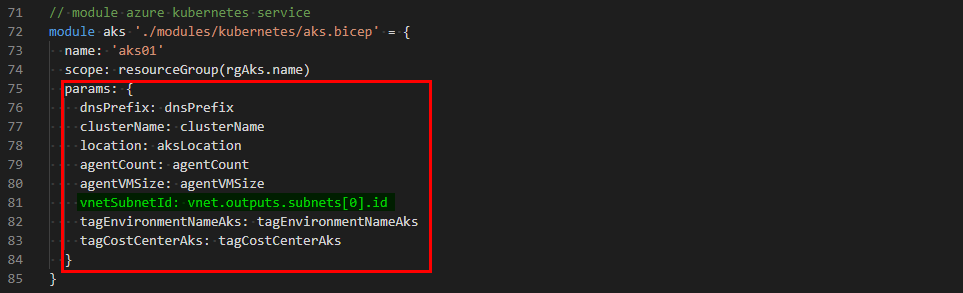 71 // module azure kubernetes service
72 module aks './modules/kubernetes/aks.bicep' = {
73 name: 'aks01'
74 scope: resourceGroup(rgAks.name)
75 params: {
76 dnsPrefix: dnsPrefix
77 clusterName: clusterName
78 location: aksLocation
79 agentCount: agentCount
80 agentVMSize: agentVMSize
81 vnetSubnetId: vnet.outputs.subnets[0].id
82 tagEnvironmentNameAks: tagEnvironmentNameAks
83 tagCostCenterAks: tagCostCenterAks
84 }
85 }